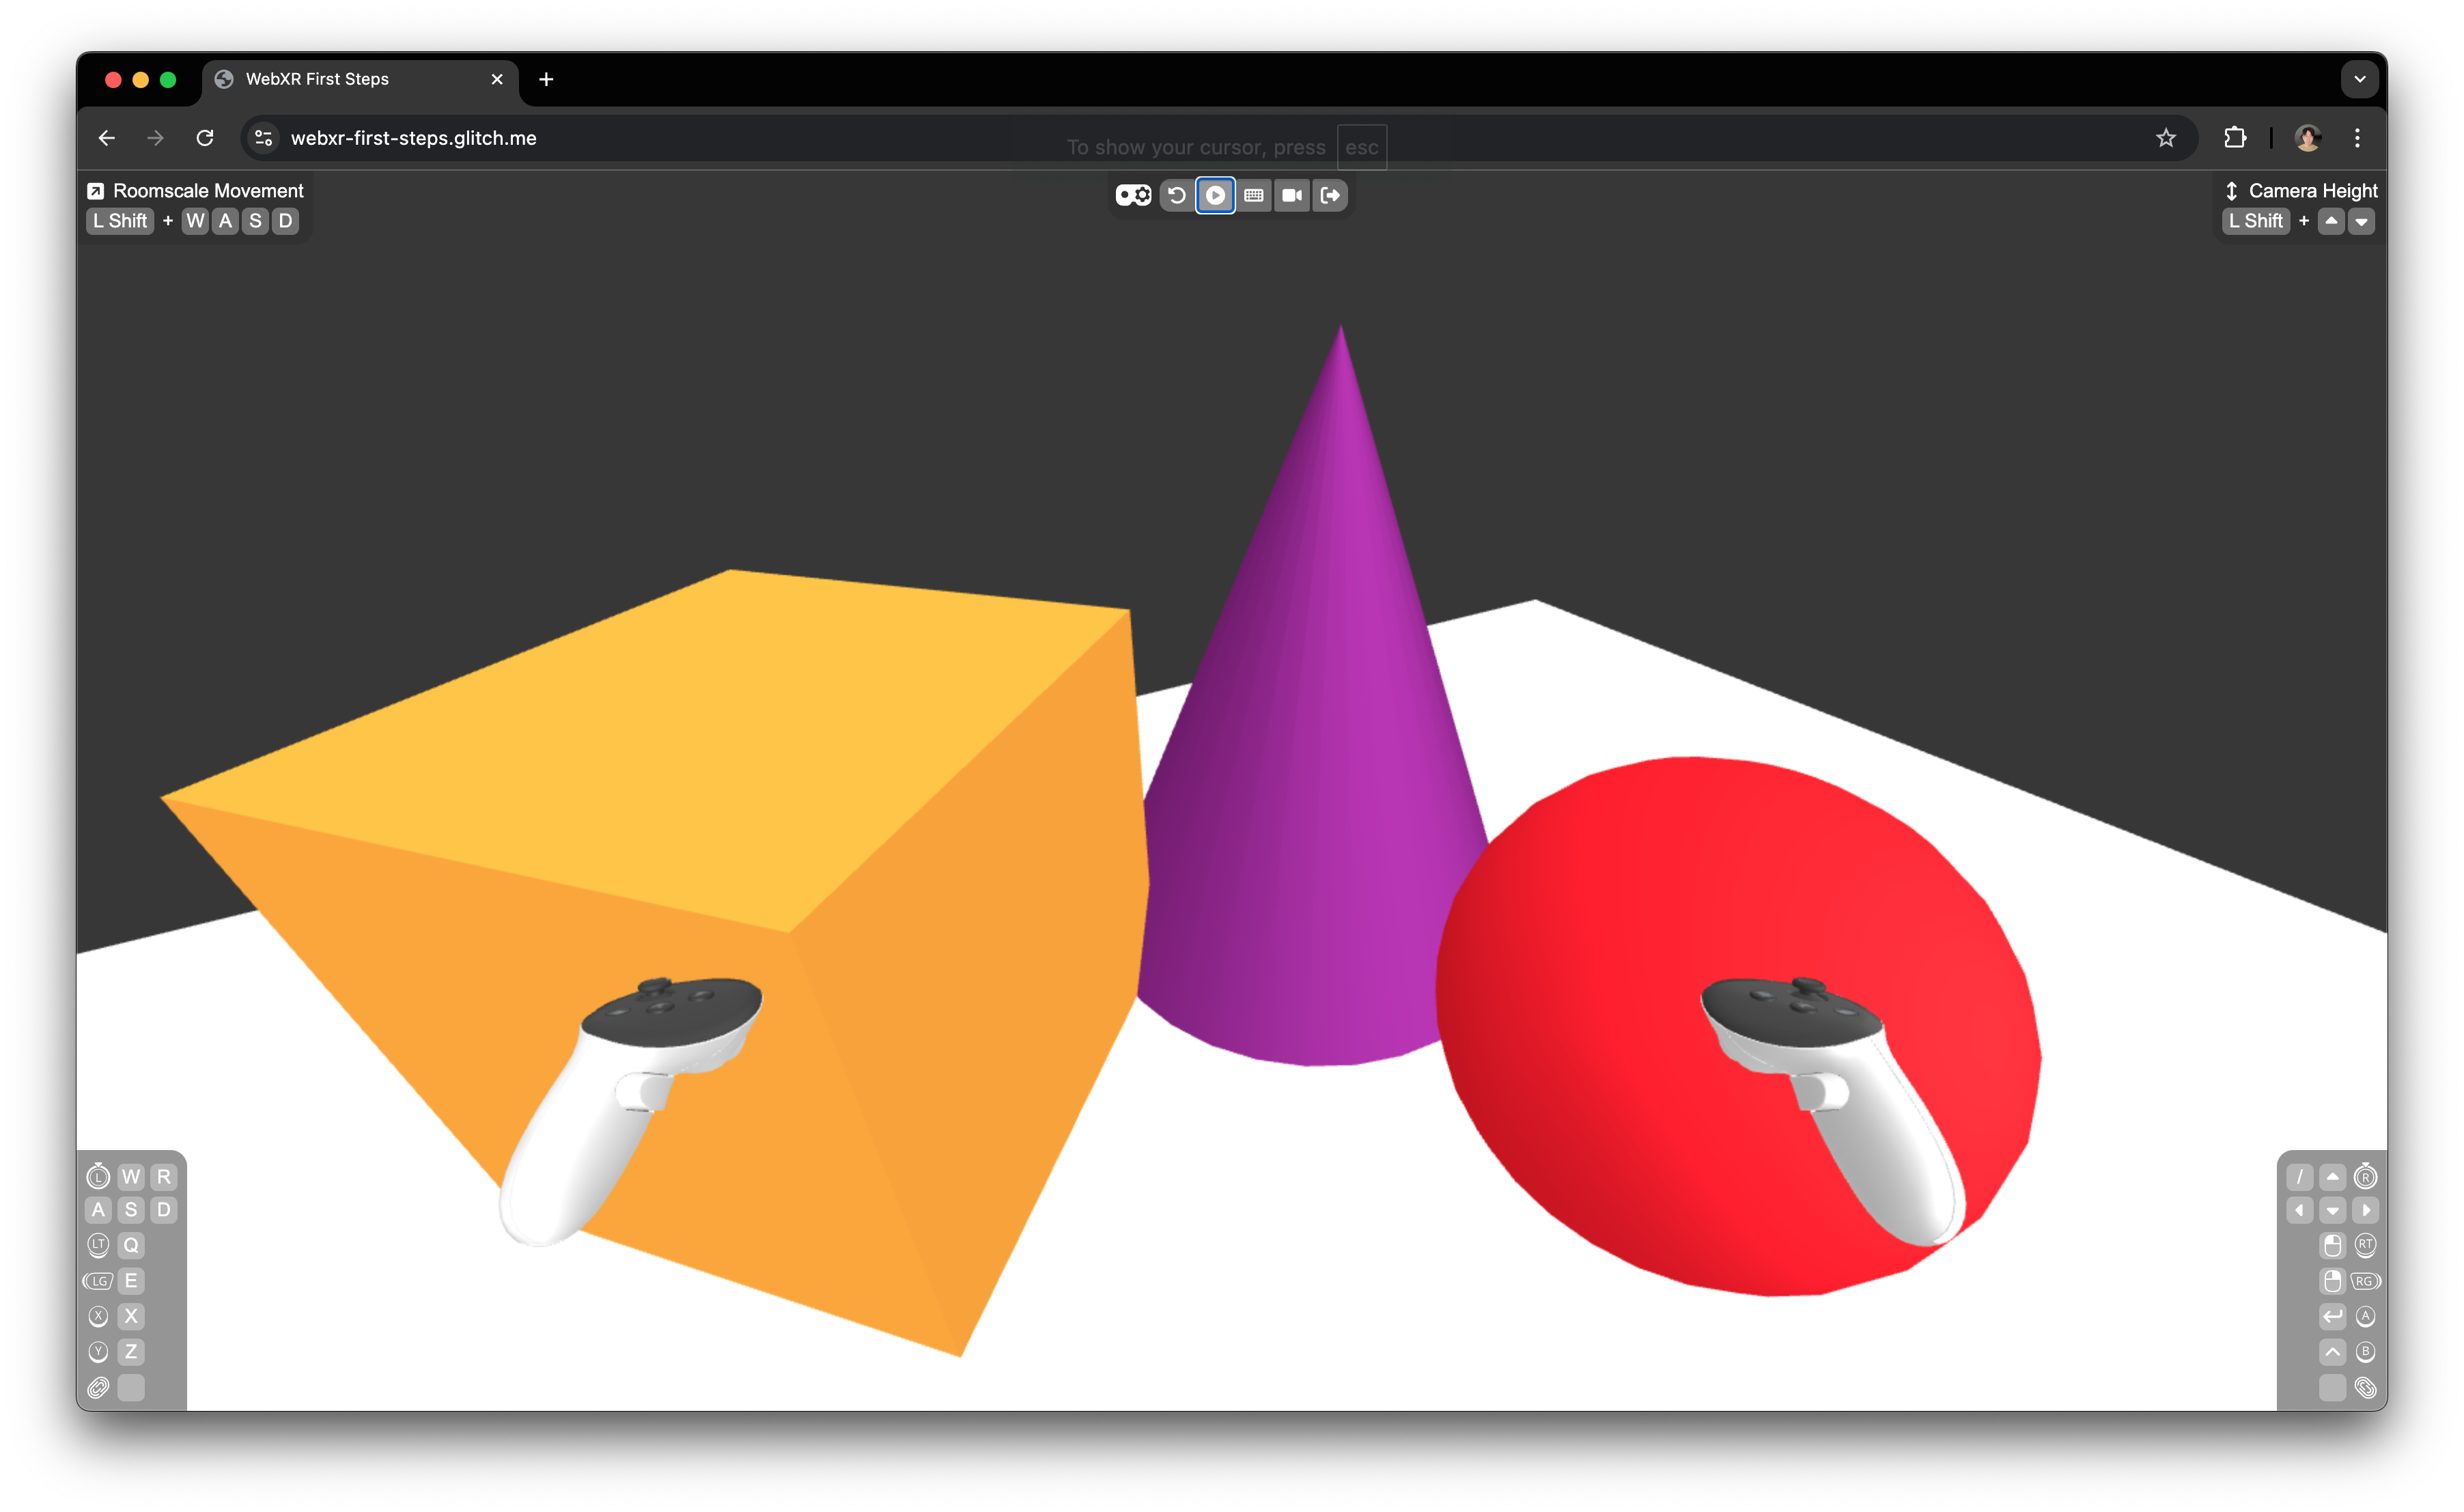 WebXR First Steps
webxr-first-steps.glitch.me
To show your cursor, press esc
Roomscale Movement
L Shift + W A S D
Camera Height
L Shift +
L W R
A S D
LT Q
LG E
X X
Y Z
/ R
RT
RG
A
B